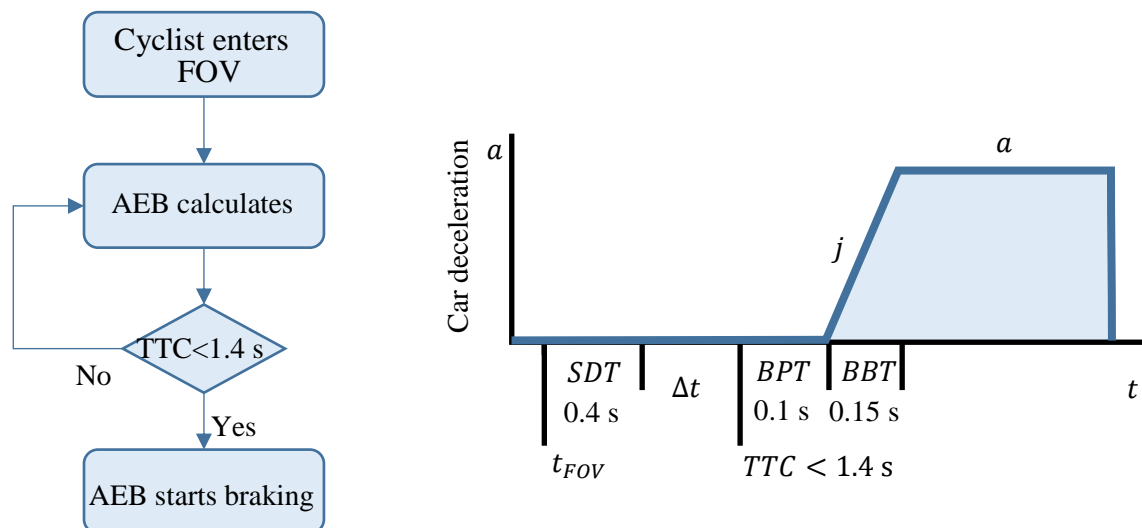 Cyclist enters
FOV
AEB calculates
TTC<1.4 s
No
Yes
AEB starts braking
Car deceleration
a
a
j
SDT
Δt
BPT
BBT
t
0.4 s
0.1 s
0.15 s
t_FOV
TTC < 1.4 s